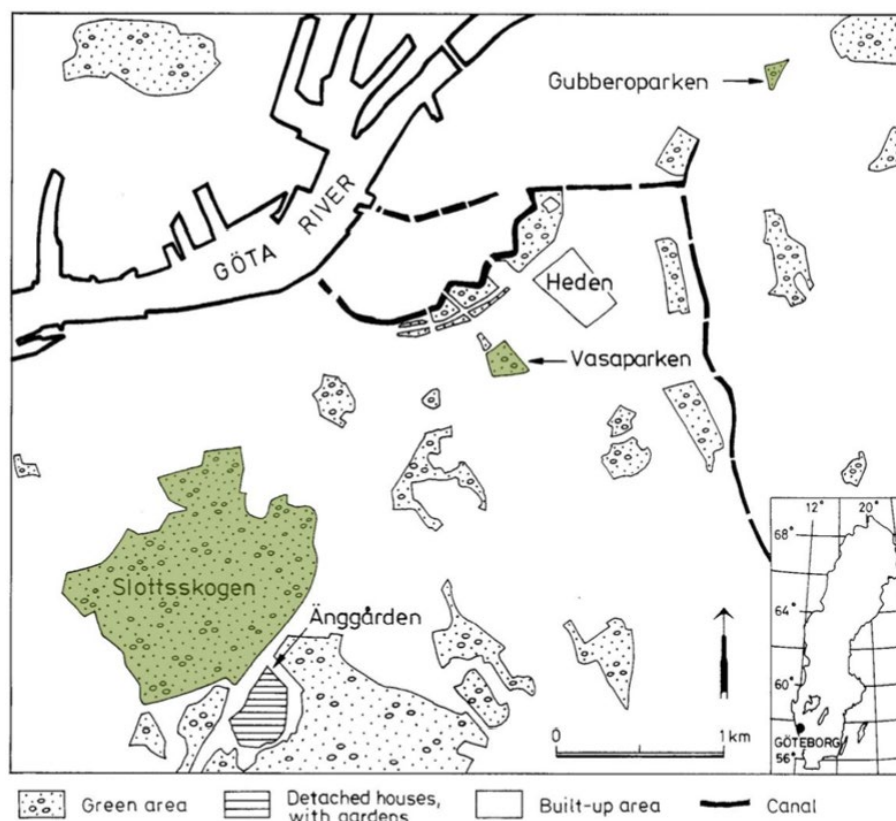 Gubberoparken
GÖTA RIVER
Heden
Vasaparken
Slottsskogen
Änggården
0
1 km
12°
20°
68°
64°
60°
GÖTEBORG
56°
Green area
Detached houses,
with gardens
Built-up area
Canal